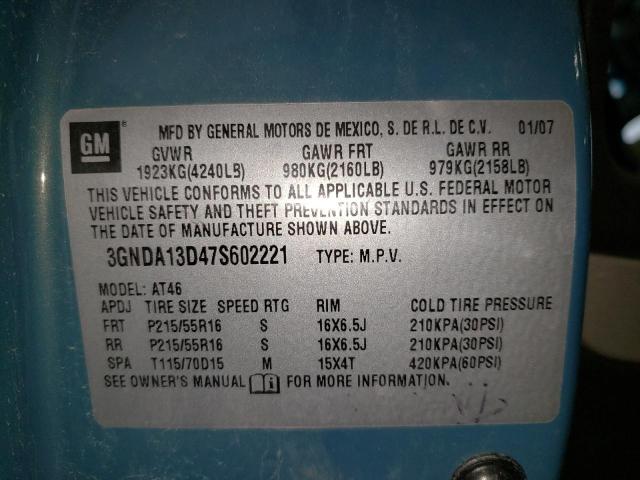 GM ® MFD BY GENERAL MOTORS DE MEXICO, S. DE R.L. DE C.V. 01/07
GVWR GAWR FRT GAWR RR
1923KG(4240LB) 980KG(2160LB) 979KG(2158LB)
THIS VEHICLE CONFORMS TO ALL APPLICABLE U.S. FEDERAL MOTOR
VEHICLE SAFETY AND THEFT PREVENTION STANDARDS IN EFFECT ON
THE DATE OF MANUFACTURE SHOWN ABOVE.
3GNDA13D47S602221 TYPE: M.P.V.
MODEL: AT46
APDJ TIRE SIZE SPEED RTG RIM COLD TIRE PRESSURE
FRT P215/55R16 S 16X6.5J 210KPA(30PSI)
RR P215/55R16 S 16X6.5J 210KPA(30PSI)
SPA T115/70D15 M 15X4T 420KPA(60PSI)
SEE OWNER'S MANUAL FOR MORE INFORMATION.